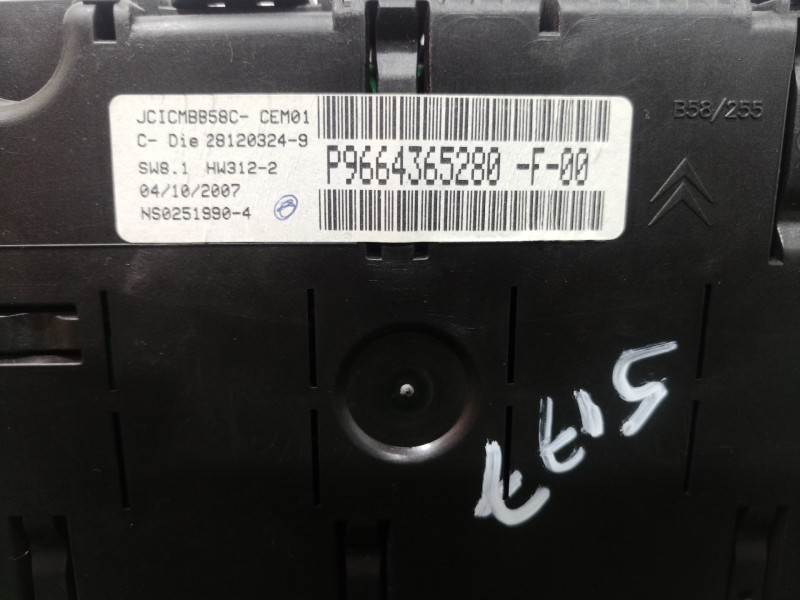 JCICMBB58C- CEM01
C- Die 28120324-9
SW8.1 HW312-2
04/10/2007
NS0251990-4
P9664365280 -F-00
B58/255